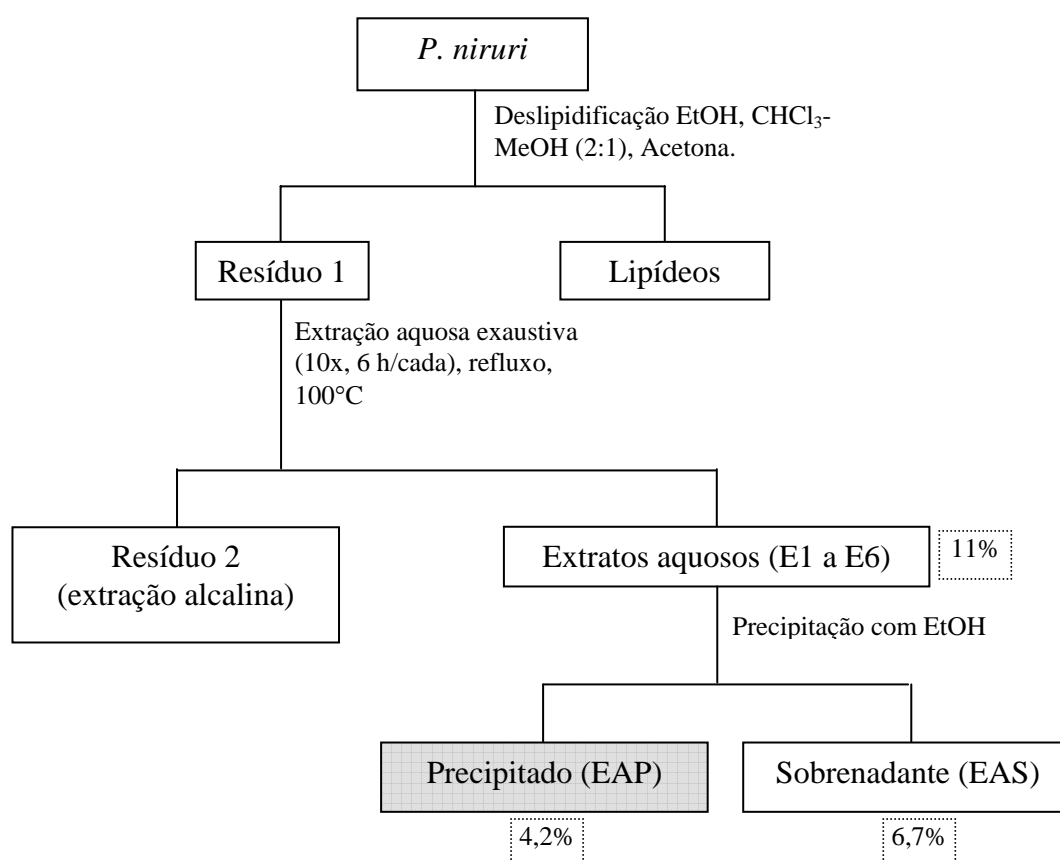 P. niruri
Deslipidificação EtOH, CHCl₃-
MeOH (2:1), Acetona.
Resíduo 1
Lipídeos
Extração aquosa exaustiva
(10x, 6 h/cada), refluxo,
100°C
Resíduo 2
(extração alcalina)
Extratos aquosos (E1 a E6)
11%
Precipitação com EtOH
Precipitado (EAP)
Sobrenadante (EAS)
4,2%
6,7%